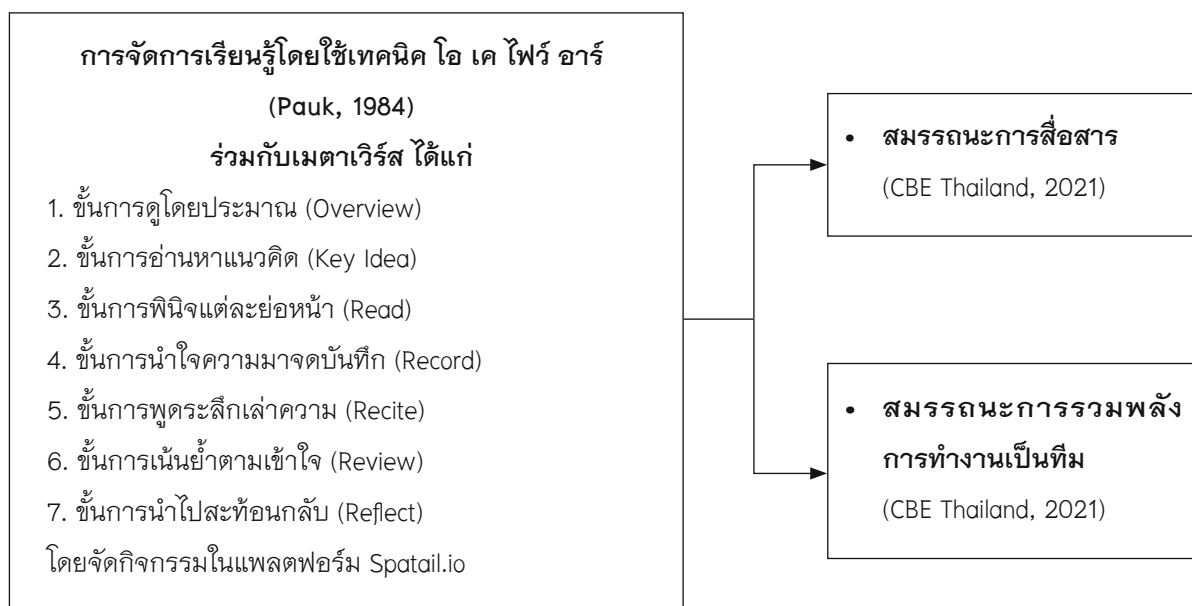 การจัดการเรียนรู้โดยใช้เทคนิค โอ เค ไฟว์ อาร์
(Pauk, 1984)
ร่วมกับเมตาเวิร์ส ได้แก่
1. ขั้นการดูโดยประมาณ (Overview)
2. ขั้นการอ่านหาแนวคิด (Key Idea)
3. ขั้นการพินิจแต่ละย่อหน้า (Read)
4. ขั้นการนำใจความมาจดบันทึก (Record)
5. ขั้นการพูดระลึกเล่าความ (Recite)
6. ขั้นการเน้นย้ำตามเข้าใจ (Review)
7. ขั้นการนำไปสะท้อนกลับ (Reflect)
โดยจัดกิจกรรมในแพลตฟอร์ม Spatail.io
• สมรรถนะการสื่อสาร
(CBE Thailand, 2021)
• สมรรถนะการรวมพลัง
การทำงานเป็นทีม
(CBE Thailand, 2021)